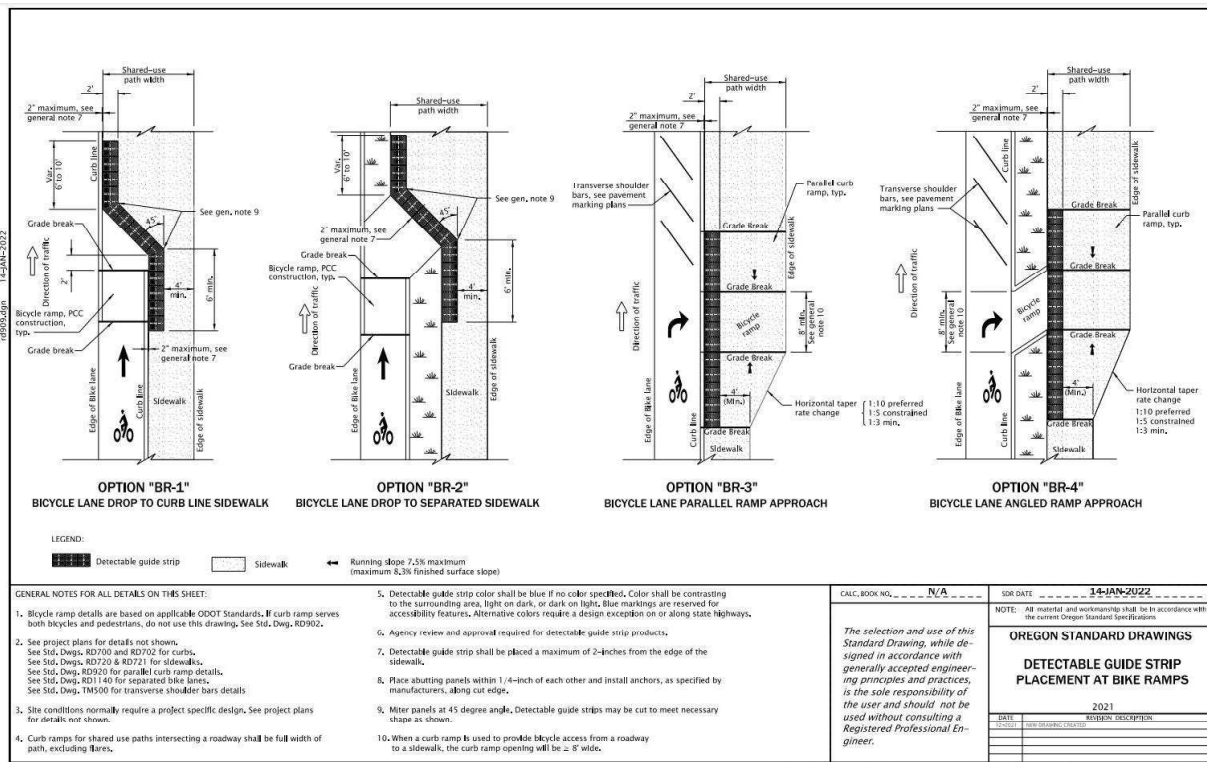 rd909.dgn 14-JAN-2022
Shared-use
path width
2'
2" maximum, see
general note 7
Var.
6' to 10'
Curb line
45°
See gen. note 9
Grade break
Direction of traffic
2'
4'
min.
6' min.
Bicycle ramp, PCC
construction,
typ.
Grade break
2" maximum, see
general note 7
Edge of Bike lane
Curb line
Sidewalk
Edge of sidewalk
OPTION "BR-1"
BICYCLE LANE DROP TO CURB LINE SIDEWALK
Shared-use
path width
Var.
6' to 10'
See gen. note 9
45°
2" maximum, see
general note 7
Grade break
Bicycle ramp, PCC
construction, typ.
Direction of traffic
4'
min.
6' min.
Grade break
Edge of Bike lane
Sidewalk
Edge of sidewalk
OPTION "BR-2"
BICYCLE LANE DROP TO SEPARATED SIDEWALK
Shared-use
path width
2'
2" maximum, see
general note 7
Transverse shoulder
bars, see pavement
marking plans
Parallel curb
ramp, typ.
Grade Break
Edge of sidewalk
Direction of traffic
Grade Break
Bicycle
ramp
8' min.
See general
note 10
Grade Break
4'
(Min.)
Horizontal taper
rate change
1:10 preferred
1:5 constrained
1:3 min.
Edge of Bike lane
Curb line
Grade Break
Sidewalk
OPTION "BR-3"
BICYCLE LANE PARALLEL RAMP APPROACH
Shared-use
path width
2'
2" maximum, see
general note 7
Curb line
Edge of sidewalk
Transverse shoulder
bars, see pavement
marking plans
Grade Break
Parallel curb
ramp, typ.
Direction of traffic
Grade Break
8' min.
See general
note 10
Bicycle
ramp
Grade Break
4'
(Min.)
Horizontal taper
rate change
1:10 preferred
1:5 constrained
1:3 min.
Edge of Bike lane
Curb line
Grade Break
Sidewalk
OPTION "BR-4"
BICYCLE LANE ANGLED RAMP APPROACH
LEGEND:
Detectable guide strip
Sidewalk
Running slope 7.5% maximum
(maximum 8.3% finished surface slope)
GENERAL NOTES FOR ALL DETAILS ON THIS SHEET:
1. Bicycle ramp details are based on applicable ODOT Standards. If curb ramp serves
both bicycles and pedestrians, do not use this drawing. See Std. Dwg. RD902.
2. See project plans for details not shown.
See Std. Dwgs. RD700 and RD702 for curbs.
See Std. Dwgs. RD720 & RD721 for sidewalks.
See Std. Dwg. RD920 for parallel curb ramp details.
See Std. Dwg. RD1140 for separated bike lanes.
See Std. Dwg. TM500 for transverse shoulder bars details
3. Site conditions normally require a project specific design. See project plans
for details not shown.
4. Curb ramps for shared use paths intersecting a roadway shall be full width of
path, excluding flares.
5. Detectable guide strip color shall be blue if no color specified. Color shall be contrasting
to the surrounding area, light on dark, or dark on light. Blue markings are reserved for
accessibility features. Alternative colors require a design exception on or along state highways.
6. Agency review and approval required for detectable guide strip products.
7. Detectable guide strip shall be placed a maximum of 2-inches from the edge of the
sidewalk.
8. Place abutting panels within 1/4-inch of each other and install anchors, as specified by
manufacturers, along cut edge.
9. Miter panels at 45 degree angle. Detectable guide strips may be cut to meet necessary
shape as shown.
10. When a curb ramp is used to provide bicycle access from a roadway
to a sidewalk, the curb ramp opening will be ≥ 8' wide.
CALC. BOOK NO. N/A
SDR DATE 14-JAN-2022
The selection and use of this
Standard Drawing, while de-
signed in accordance with
generally accepted engineer-
ing principles and practices,
is the sole responsibility of
the user and should not be
used without consulting a
Registered Professional En-
gineer.
NOTE: All material and workmanship shall be in accordance with
the current Oregon Standard Specifications
OREGON STANDARD DRAWINGS
DETECTABLE GUIDE STRIP
PLACEMENT AT BIKE RAMPS
2021
DATE REVISION DESCRIPTION
12-2021 NEW DRAWING CREATED